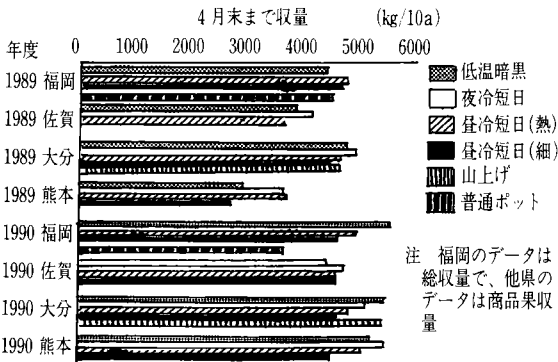 4月末まで収量 (kg/10a)
年度
0 1000 2000 3000 4000 5000 6000
1989 福岡
1989 佐賀
1989 大分
1989 熊本
1990 福岡
1990 佐賀
1990 大分
1990 熊本
低温暗黒
夜冷短日
昼冷短日(熱)
昼冷短日(細)
山上げ
普通ポット
注 福岡のデータは
総収量で、他県の
データは商品果収
量